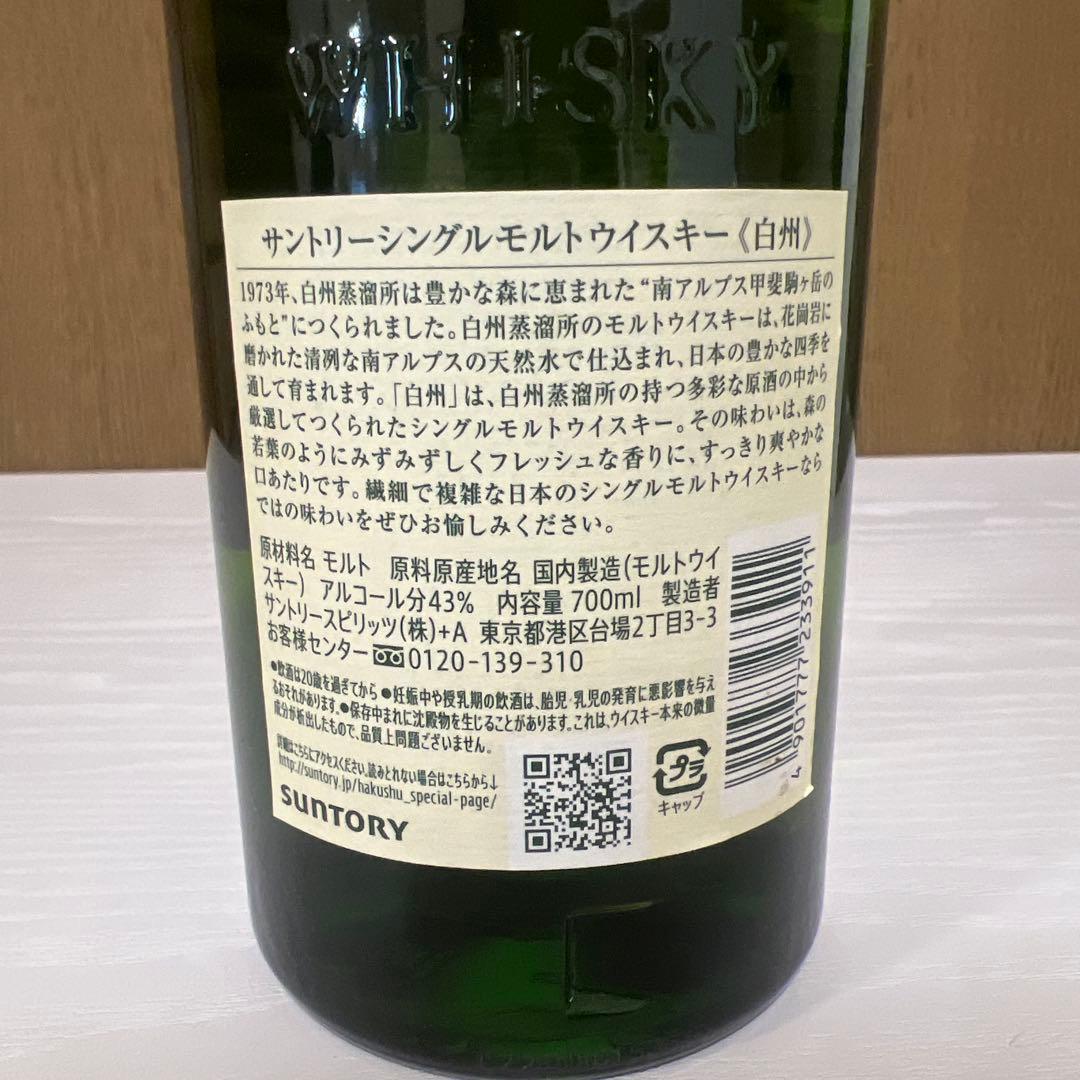 WHISKY
サントリーシングルモルトウイスキー《白州》
1973年、白州蒸溜所は豊かな森に恵まれた“南アルプス甲斐駒ヶ岳の
ふもと”につくられました。白州蒸溜所のモルトウイスキーは、花崗岩に
磨かれた清冽な南アルプスの天然水で仕込まれ、日本の豊かな四季を
通して育まれます。「白州」は、白州蒸溜所の持つ多彩な原酒の中から
厳選してつくられたシングルモルトウイスキー。その味わいは、森の
若葉のようにみずみずしくフレッシュな香りに、すっきり爽やかな
口あたりです。繊細で複雑な日本のシングルモルトウイスキーなら
ではの味わいをぜひお愉しみください。
原材料名 モルト 原料原産地名 国内製造(モルトウイ
スキー) アルコール分43% 内容量 700ml 製造者
サントリースピリッツ(株)+A 東京都港区台場2丁目3-3
お客様センター 0120-139-310
●飲酒は20歳を過ぎてから ●妊娠中や授乳期の飲酒は、胎児・乳児の発育に悪影響を与え
るおそれがあります。●保存中まれに沈殿物を生じることがあります。これは、ウイスキー本来の微量
成分が析出したもので、品質上問題ございません。
詳細はこちらにアクセスください。読みとれない場合はこちらから↓
http://suntory.jp/hakushu_special-page/
SUNTORY
プラ
キャップ
4 901777 233911